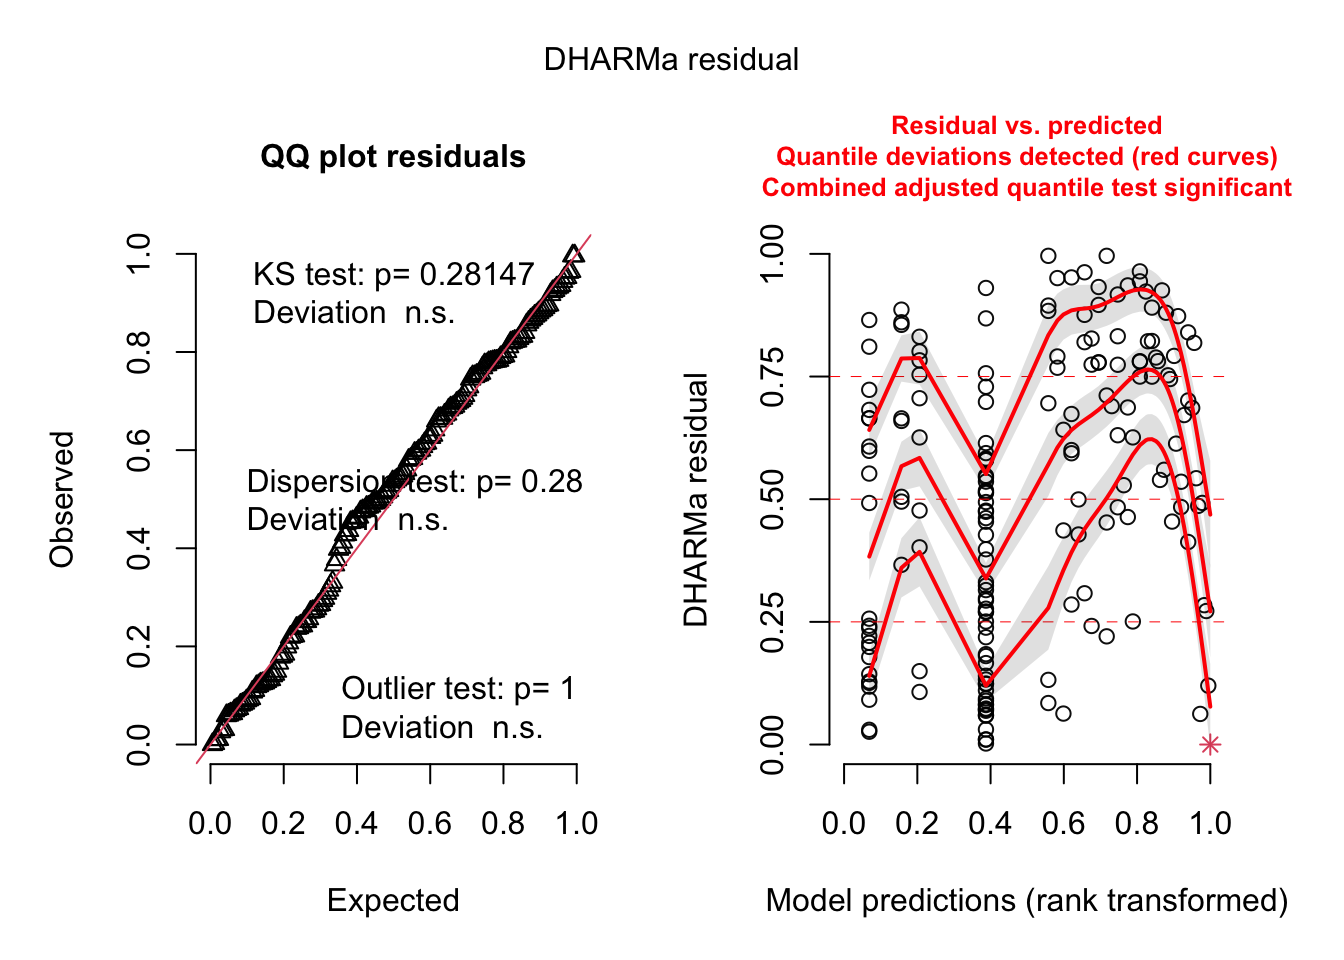 DHARMa residual
QQ plot residuals
KS test: p= 0.28147
Deviation  n.s.
Dispersion test: p= 0.28
Deviation  n.s.
Outlier test: p= 1
Deviation  n.s.
Observed
0.0 0.2 0.4 0.6 0.8 1.0
0.0 0.2 0.4 0.6 0.8 1.0
Expected
Residual vs. predicted
Quantile deviations detected (red curves)
Combined adjusted quantile test significant
DHARMa residual
0.00 0.25 0.50 0.75 1.00
0.0 0.2 0.4 0.6 0.8 1.0
Model predictions (rank transformed)